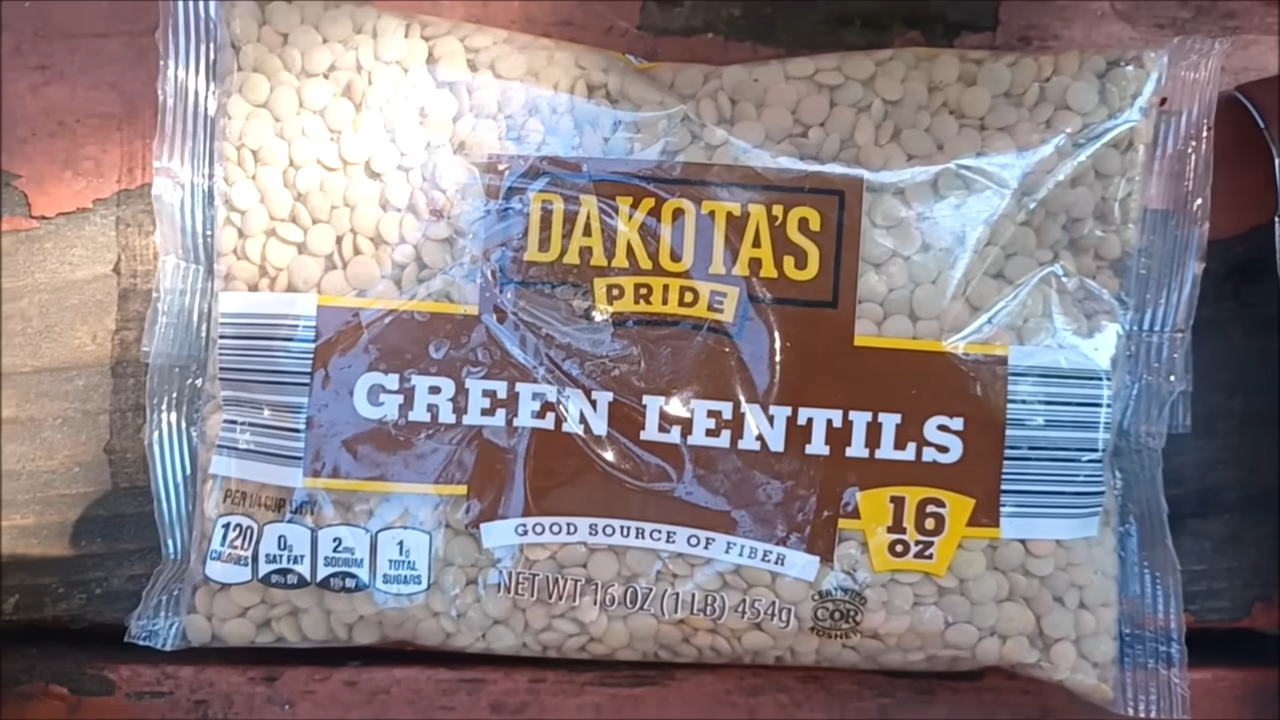 DAKOTA'S
PRIDE
GREEN LENTILS
16
OZ
GOOD SOURCE OF FIBER
PER 1/4 CUP DRY
120
CALORIES
0g
SAT FAT
0% DV
2mg
SODIUM
1% DV
1g
TOTAL
SUGARS
NET WT 16 OZ (1 LB) 454g
CERTIFIED
COR
KOSHER